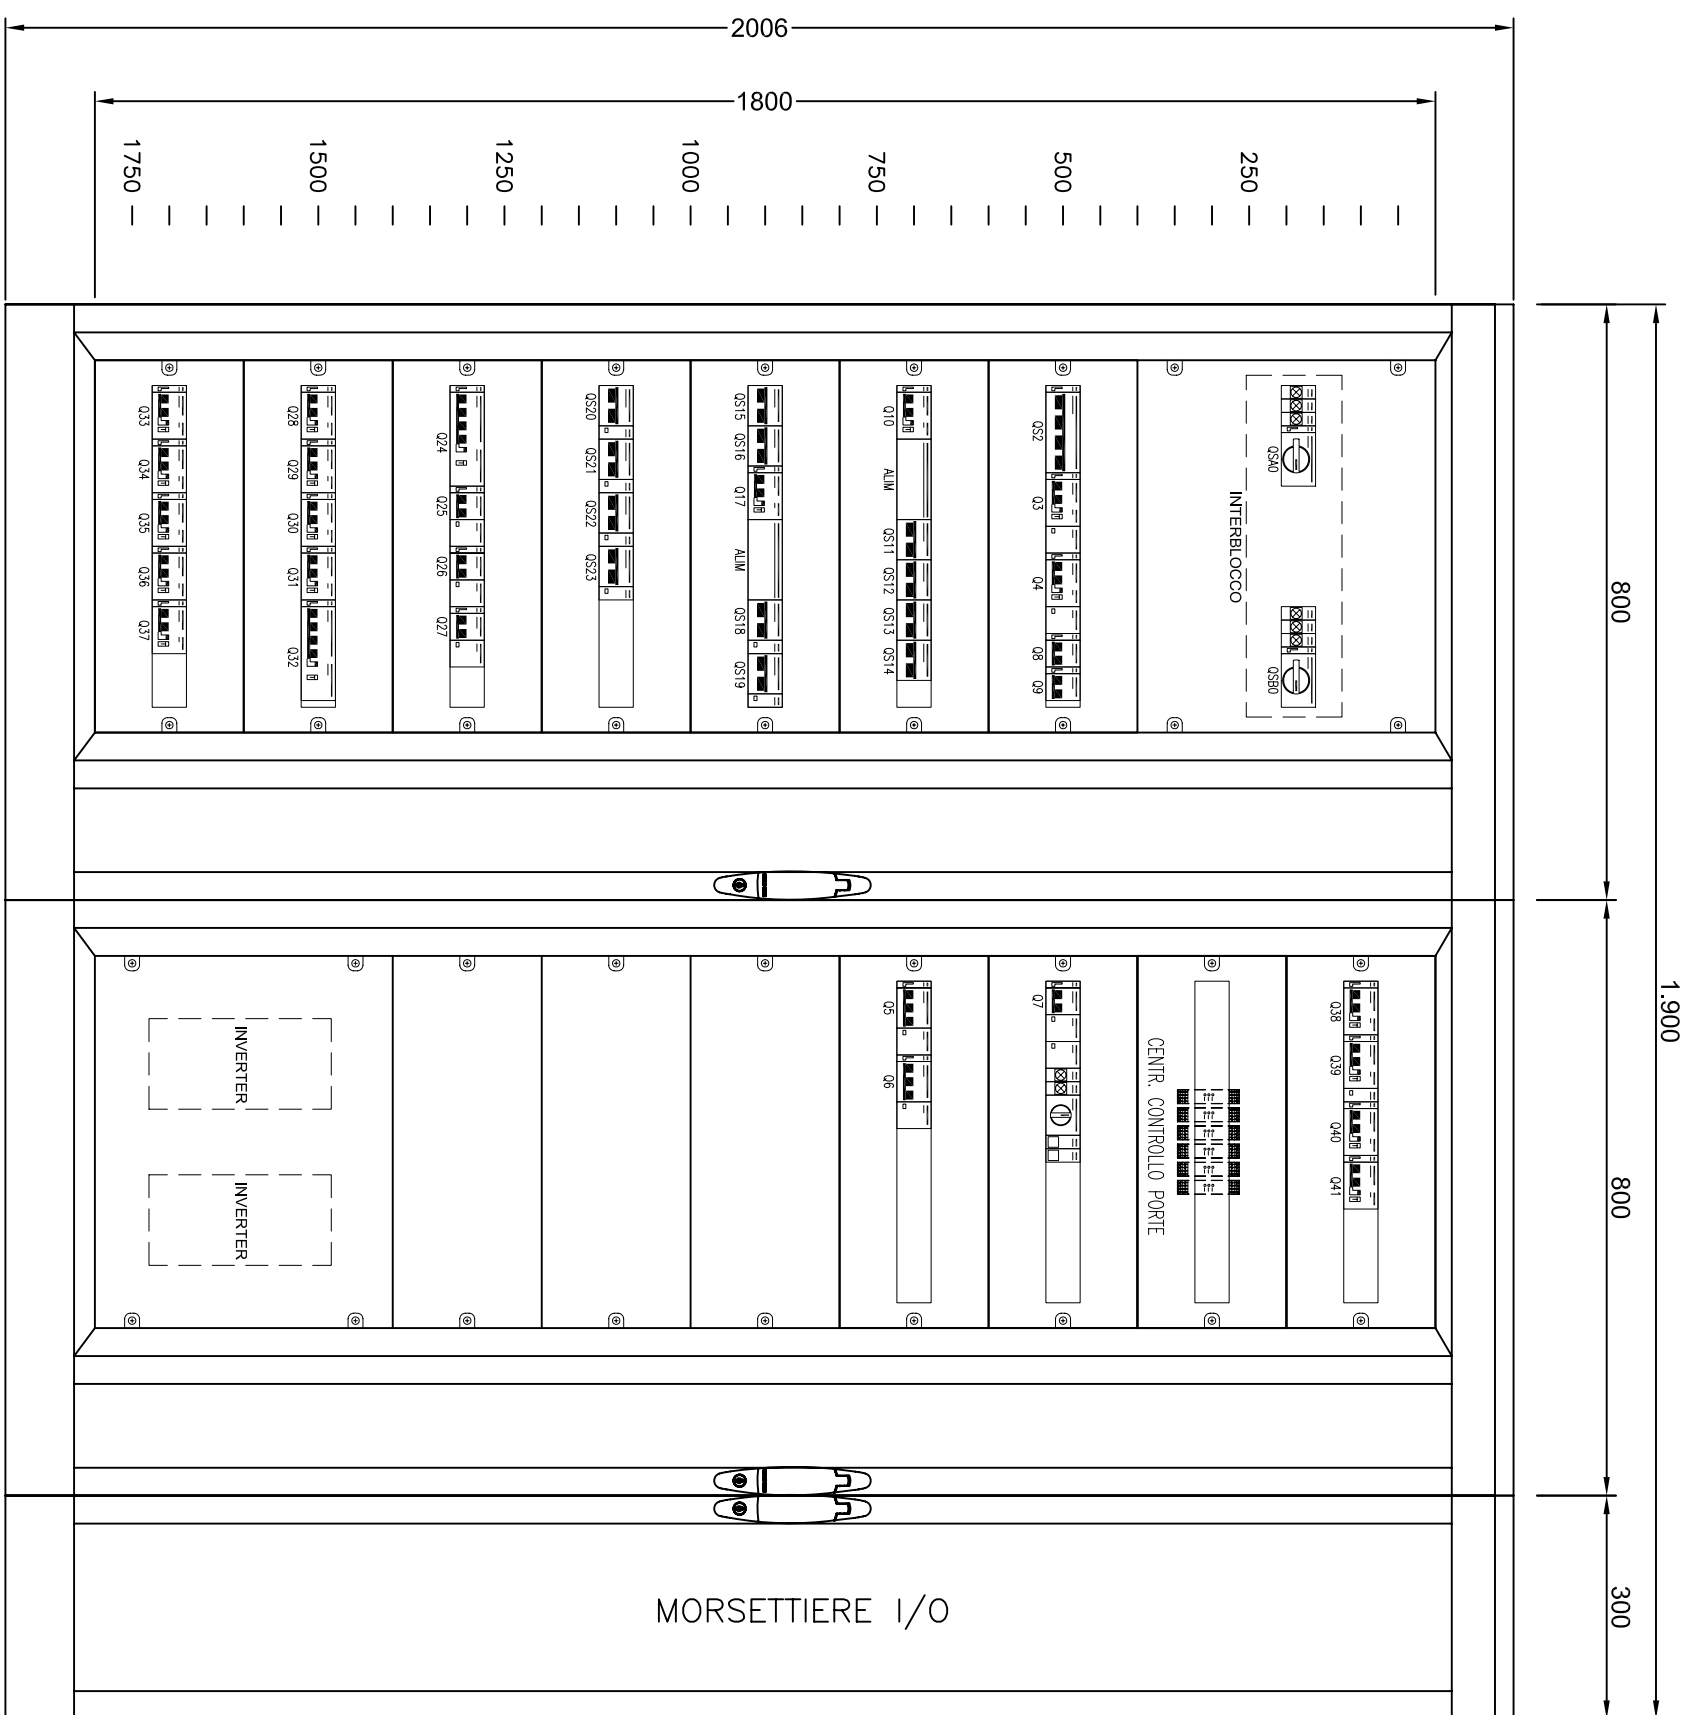 2006
1800
1750
1500
1250
1000
750
500
250
800
800
300
1.900
QSA0
QSB0
INTERBLOCCO
QS2
Q3
Q4
Q8
Q9
Q10
ALIM
QS11
QS12
QS13
QS14
QS15
QS16
Q17
ALIM
QS18
QS19
QS20
QS21
QS22
QS23
Q24
Q25
Q26
Q27
Q28
Q29
Q30
Q31
Q32
Q33
Q34
Q35
Q36
Q37
Q38
Q39
Q40
Q41
CENTR. CONTROLLO PORTE
Q7
Q5
Q6
INVERTER
INVERTER
MORSETTIERE I/O